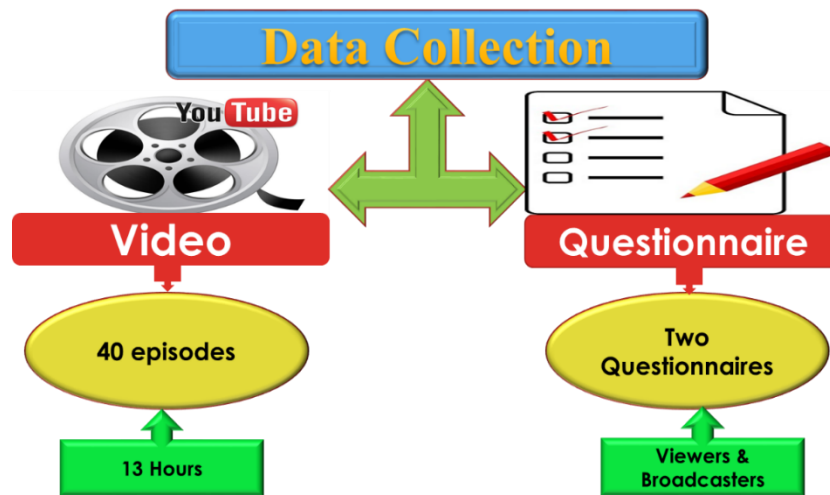 Data Collection
YouTube
Video
Questionnaire
40 episodes
Two
Questionnaires
13 Hours
Viewers &
Broadcasters